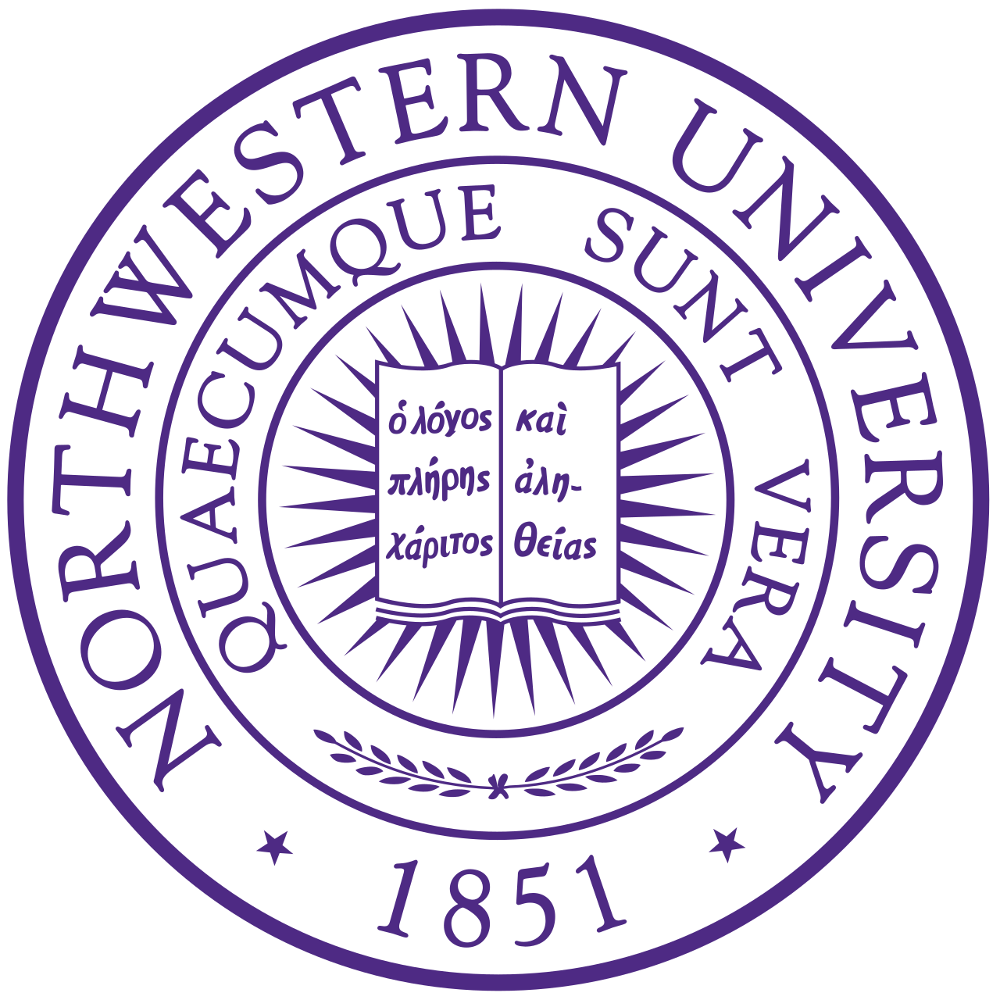 NORTHWESTERN UNIVERSITY
QUAECUMQUE SUNT VERA
ὁ λόγος
πλήρης
χάριτος
καὶ
ἀλη-
θείας
1851